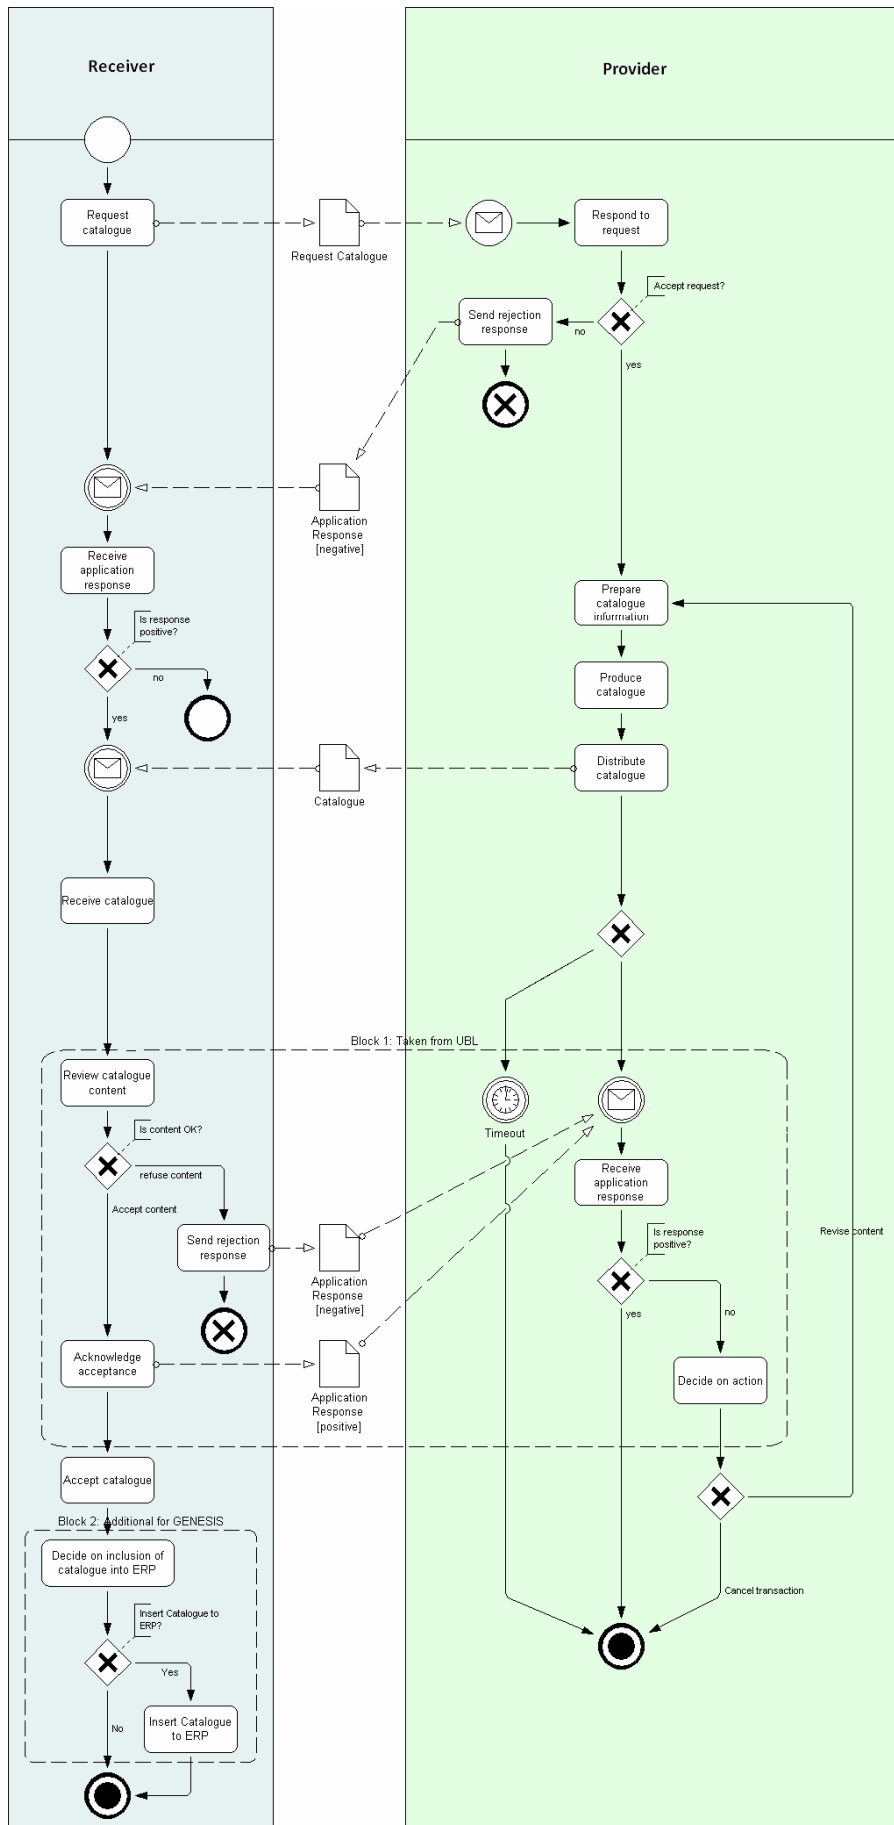 Receiver
Provider
Request
catalogue
Request Catalogue
Respond to
request
Accept request?
Send rejection
response
no
yes
Application
Response
[negative]
Receive
application
response
Is response
positive?
no
yes
Prepare
catalogue
information
Produce
catalogue
Distribute
catalogue
Catalogue
Receive catalogue
Block 1: Taken from UBL
Review catalogue
content
Is content OK?
refuse content
Accept content
Timeout
Receive
application
response
Send rejection
response
Application
Response
[negative]
Is response
positive?
yes
no
Revise content
Acknowledge
acceptance
Application
Response
[positive]
Decide on action
Accept catalogue
Block 2: Additional for GENESIS
Decide on inclusion of
catalogue into ERP
Cancel transaction
Insert Catalogue to
ERP?
Yes
No
Insert Catalogue
to ERP